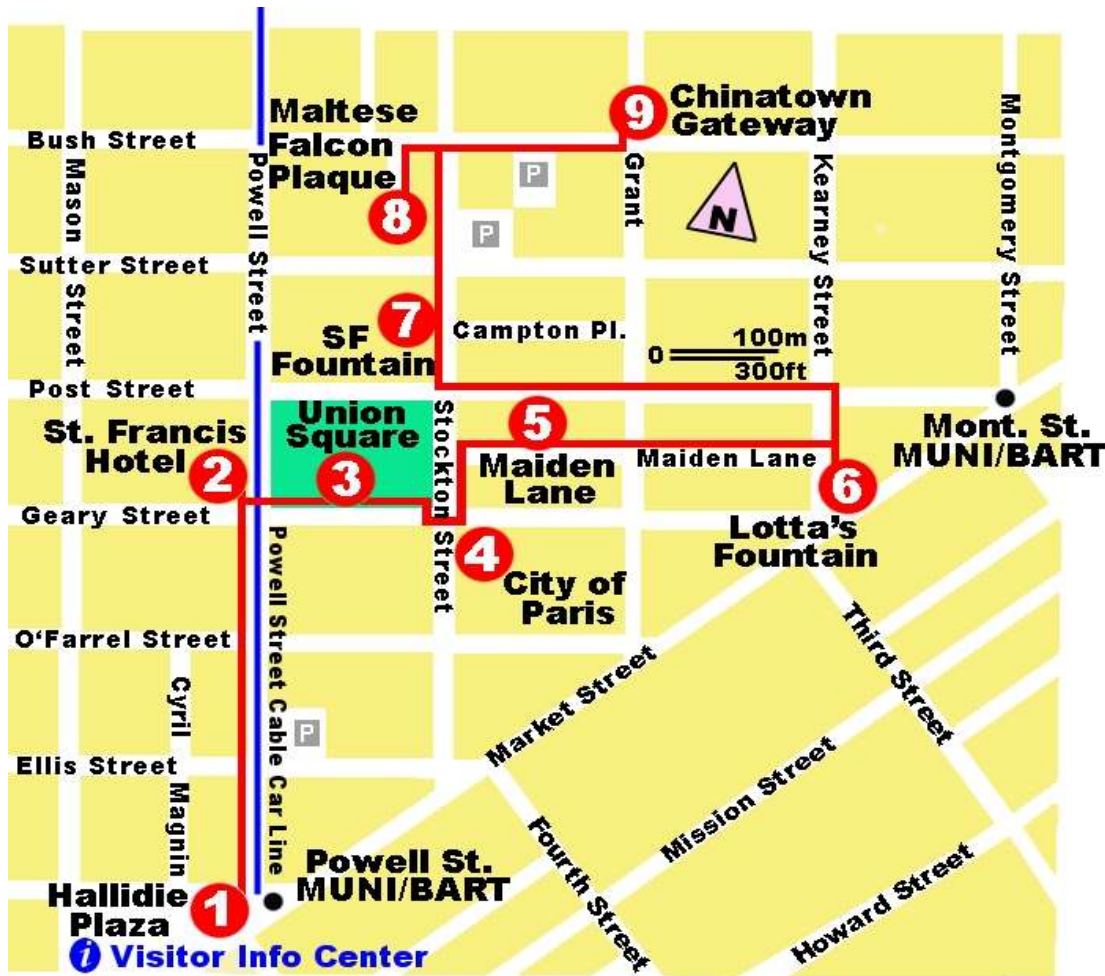 Maltese
Falcon
Plaque
8
9
Chinatown
Gateway
Bush Street
Mason Street
Powell Street
P
P
Grant
N
Kearney Street
Montgomery Street
Sutter Street
7
SF
Fountain
Campton Pl.
0
100m
300ft
Post Street
St. Francis
Hotel
2
Union
Square
3
Stockton Street
5
Maiden
Lane
Maiden Lane
6
Mont. St.
MUNI/BART
Geary Street
4
City of
Paris
Lotta's
Fountain
O'Farrel Street
Cyril Magnin
Powell Street Cable Car Line
P
Market Street
Third Street
Ellis Street
Mission Street
Fourth Street
Howard Street
Hallidie
Plaza
1
Powell St.
MUNI/BART
i Visitor Info Center